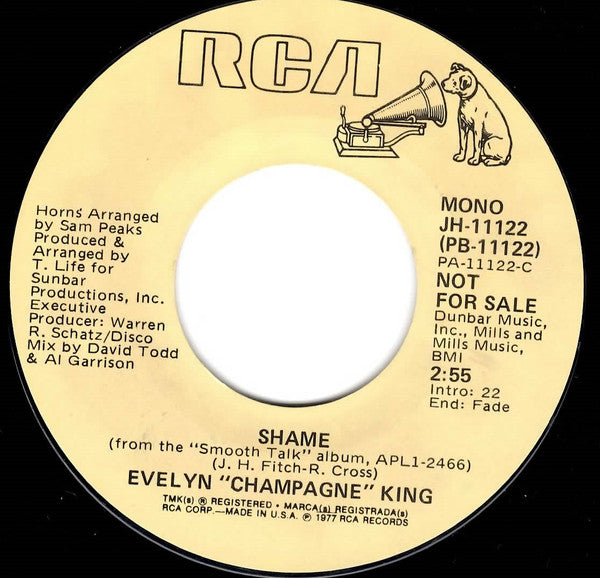 RCA
Horns Arranged
by Sam Peaks
Produced &
Arranged by
T. Life for
Sunbar
Productions, Inc.
Executive
Producer: Warren
R. Schatz/Disco
Mix by David Todd
& Al Garrison
MONO
JH-11122
(PB-11122)
PA-11122-C
NOT
FOR SALE
Dunbar Music,
Inc., Mills and
Mills Music,
BMI
2:55
Intro: 22
End: Fade
SHAME
(from the "Smooth Talk" album, APL1-2466)
(J. H. Fitch-R. Cross)
EVELYN "CHAMPAGNE" KING
TMK(s) ® REGISTERED • MARCA(s) REGISTRADA(s)
RCA CORP.—MADE IN U.S.A. ℗ 1977 RCA RECORDS